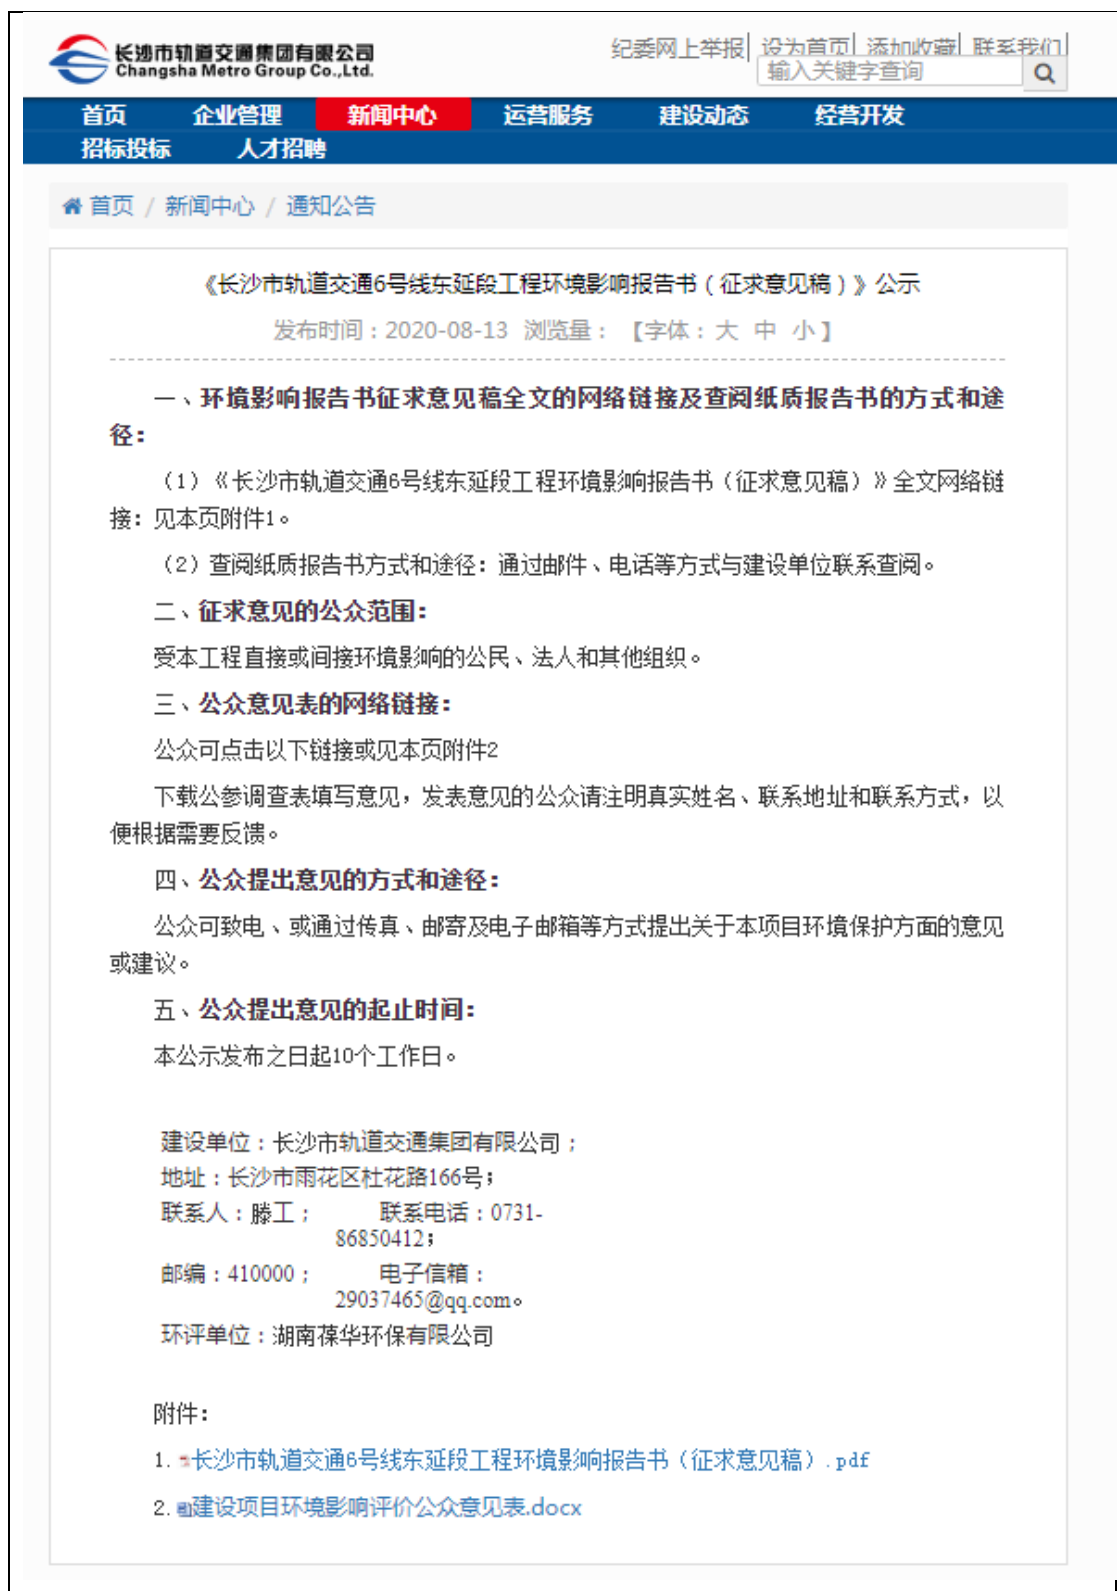 长沙市轨道交通集团有限公司
Changsha Metro Group Co.,Ltd.
纪委网上举报| 设为首页| 添加收藏| 联系我们|
输入关键字查询
首页 企业管理 新闻中心 运营服务 建设动态 经营开发
招标投标 人才招聘
首页 / 新闻中心 / 通知公告
《长沙市轨道交通6号线东延段工程环境影响报告书（征求意见稿）》公示
发布时间：2020-08-13 浏览量： 【字体：大 中 小】
一、环境影响报告书征求意见稿全文的网络链接及查阅纸质报告书的方式和途
径：
（1）《长沙市轨道交通6号线东延段工程环境影响报告书（征求意见稿）》全文网络链
接：见本页附件1。
（2）查阅纸质报告书方式和途径：通过邮件、电话等方式与建设单位联系查阅。
二、征求意见的公众范围：
受本工程直接或间接环境影响的公民、法人和其他组织。
三、公众意见表的网络链接：
公众可点击以下链接或见本页附件2
下载公参调查表填写意见，发表意见的公众请注明真实姓名、联系地址和联系方式，以
便根据需要反馈。
四、公众提出意见的方式和途径：
公众可致电、或通过传真、邮寄及电子邮箱等方式提出关于本项目环境保护方面的意见
或建议。
五、公众提出意见的起止时间：
本公示发布之日起10个工作日。
建设单位：长沙市轨道交通集团有限公司；
地址：长沙市雨花区杜花路166号；
联系人：滕工； 联系电话：0731-
86850412；
邮编：410000； 电子信箱：
29037465@qq.com。
环评单位：湖南葆华环保有限公司
附件：
1. 长沙市轨道交通6号线东延段工程环境影响报告书（征求意见稿）.pdf
2. 建设项目环境影响评价公众意见表.docx